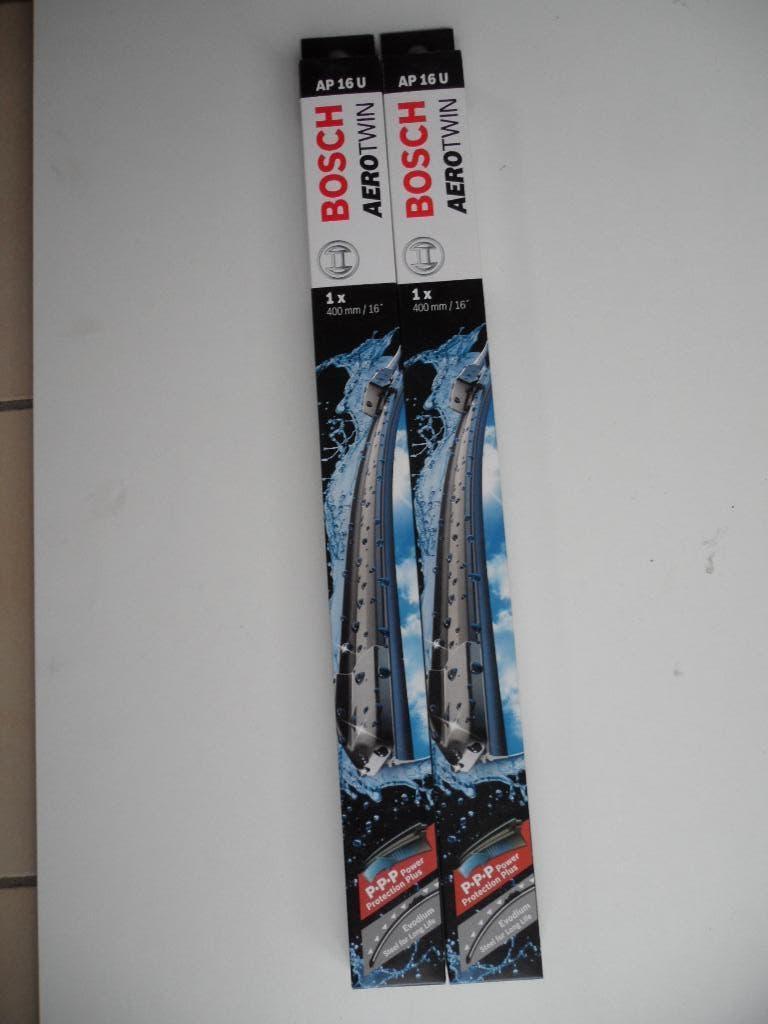 AP 16 U
BOSCH
AEROTWIN
1 x
400 mm / 16"
P·P·P Power
Protection Plus
Evodium
Steel for Long Life
AP 16 U
BOSCH
AEROTWIN
1 x
400 mm / 16"
P·P·P Power
Protection Plus
Evodium
Steel for Long Life